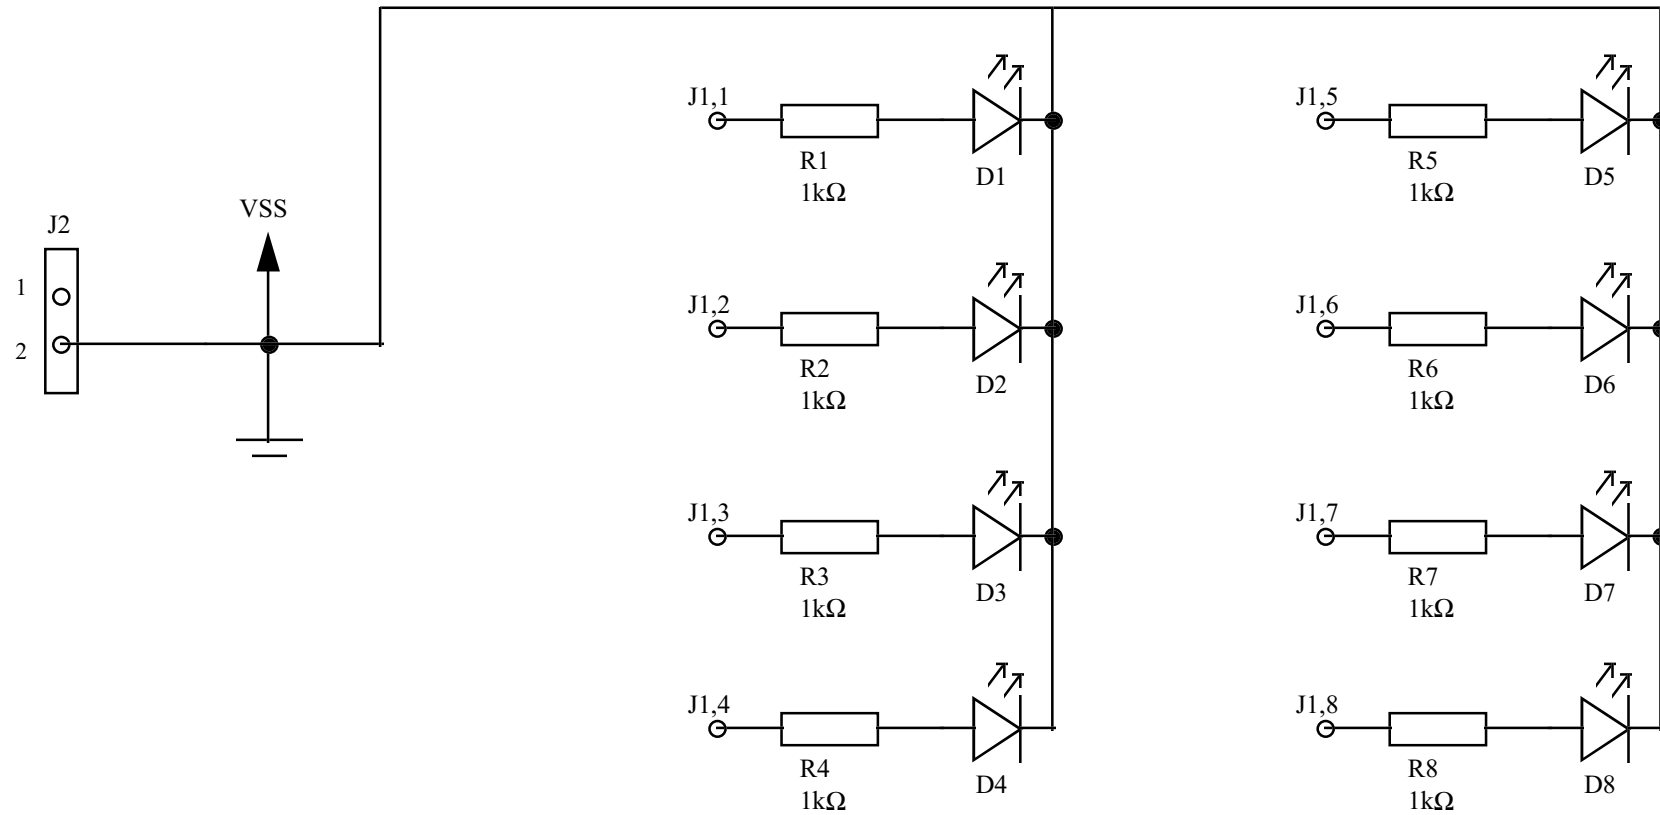 J1,1
R1
1kΩ
D1
J1,5
R5
1kΩ
D5
VSS
J2
1
2
J1,2
R2
1kΩ
D2
J1,6
R6
1kΩ
D6
J1,3
R3
1kΩ
D3
J1,7
R7
1kΩ
D7
J1,4
R4
1kΩ
D4
J1,8
R8
1kΩ
D8